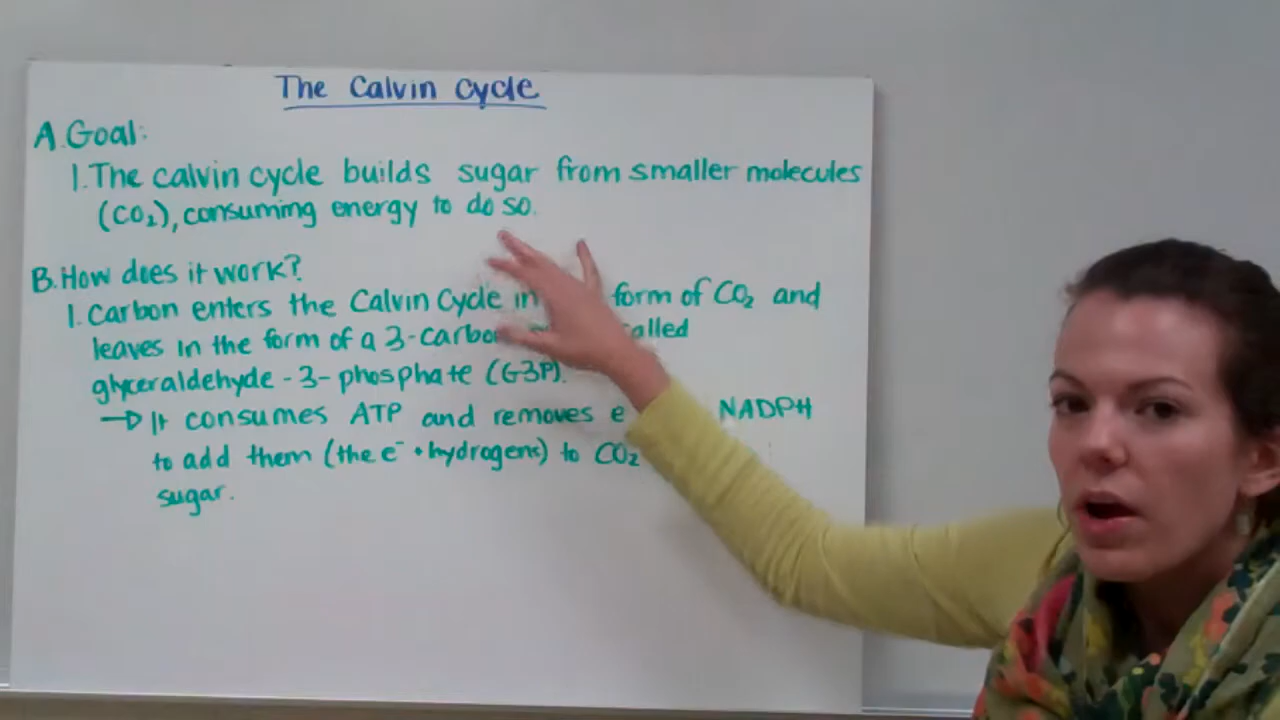 The Calvin Cycle
A. Goal:
1. The calvin cycle builds sugar from smaller molecules
(CO₂), consuming energy to do so.
B. How does it work?
1. Carbon enters the Calvin Cycle in form of CO₂ and
leaves in the form of a 3-carbon called
glyceraldehyde-3-phosphate (G3P).
→ It consumes ATP and removes e NADPH
to add them (the e⁻ + hydrogens) to CO₂
sugar.